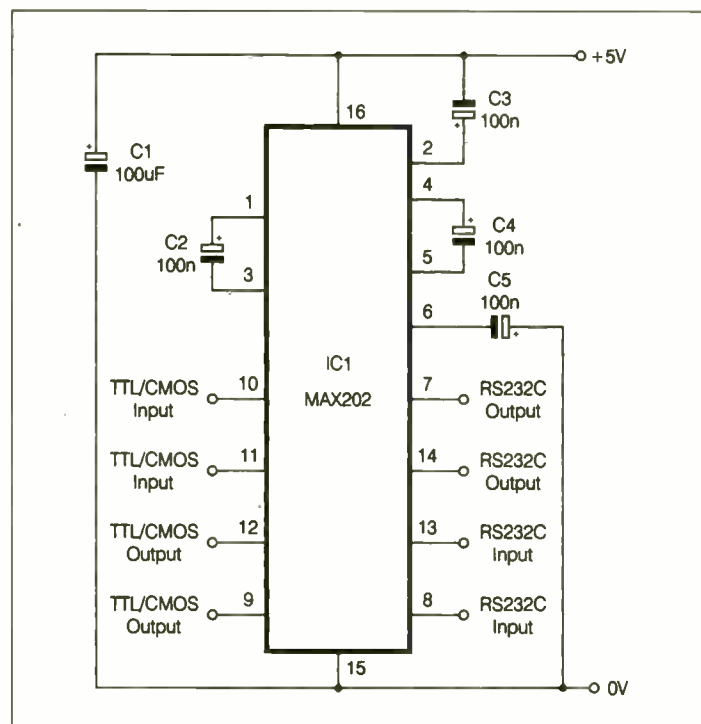 +5V
16
C3
100n
2
+
C1
100uF
+
4
1
C4
100n
+
C2
100n
+
5
3
C5
100n
6
+
IC1
MAX202
TTL/CMOS
Input
10
7
RS232C
Output
TTL/CMOS
Input
11
14
RS232C
Output
TTL/CMOS
Output
12
13
RS232C
Input
TTL/CMOS
Output
9
8
RS232C
Input
15
0V